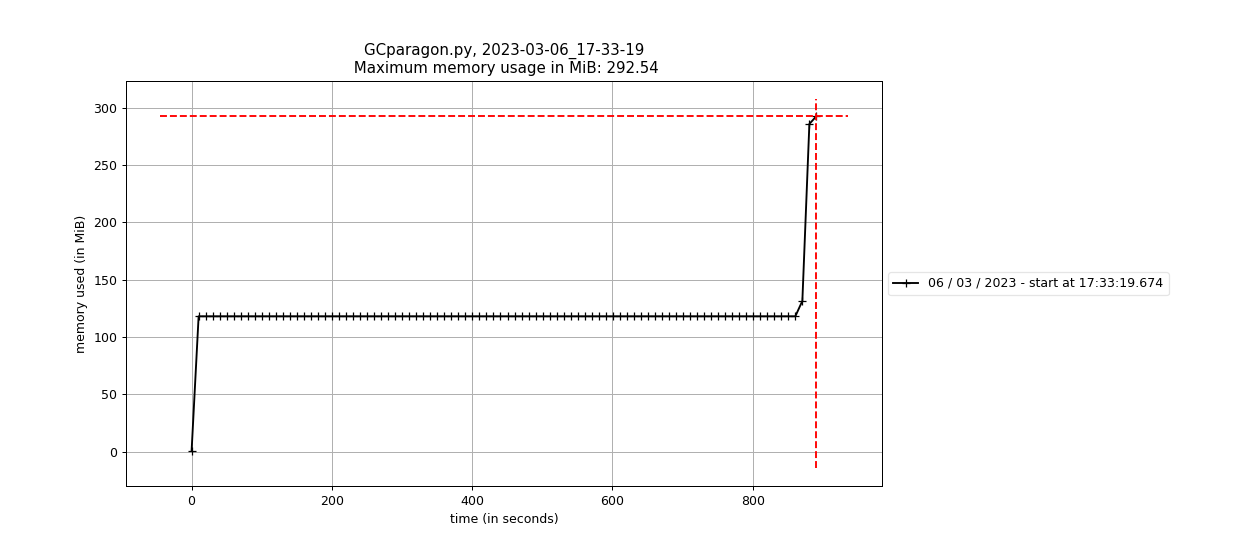 GCparagon.py, 2023-03-06_17-33-19
Maximum memory usage in MiB: 292.54
300
250
200
150
100
50
0
memory used (in MiB)
0 200 400 600 800
time (in seconds)
06 / 03 / 2023 - start at 17:33:19.674